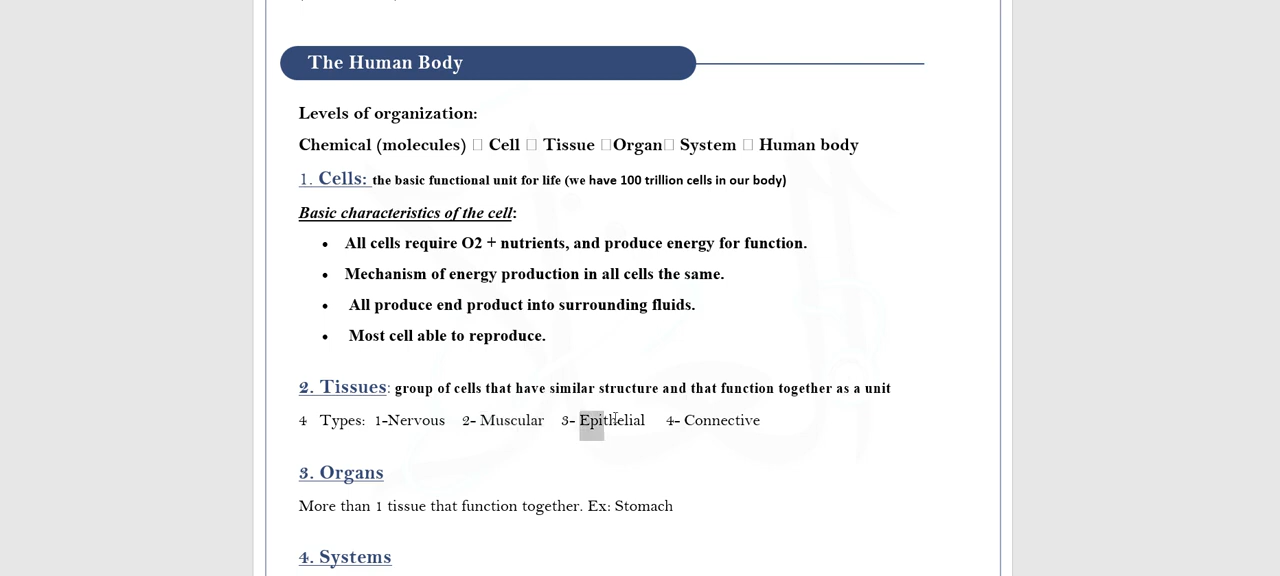 The Human Body
Levels of organization:
Chemical (molecules) □ Cell □ Tissue □Organ□ System □ Human body
1. Cells: the basic functional unit for life (we have 100 trillion cells in our body)
Basic characteristics of the cell:
• All cells require O2 + nutrients, and produce energy for function.
• Mechanism of energy production in all cells the same.
• All produce end product into surrounding fluids.
• Most cell able to reproduce.
2. Tissues: group of cells that have similar structure and that function together as a unit
4 Types: 1-Nervous 2- Muscular 3- Epithelial 4- Connective
3. Organs
More than 1 tissue that function together. Ex: Stomach
4. Systems